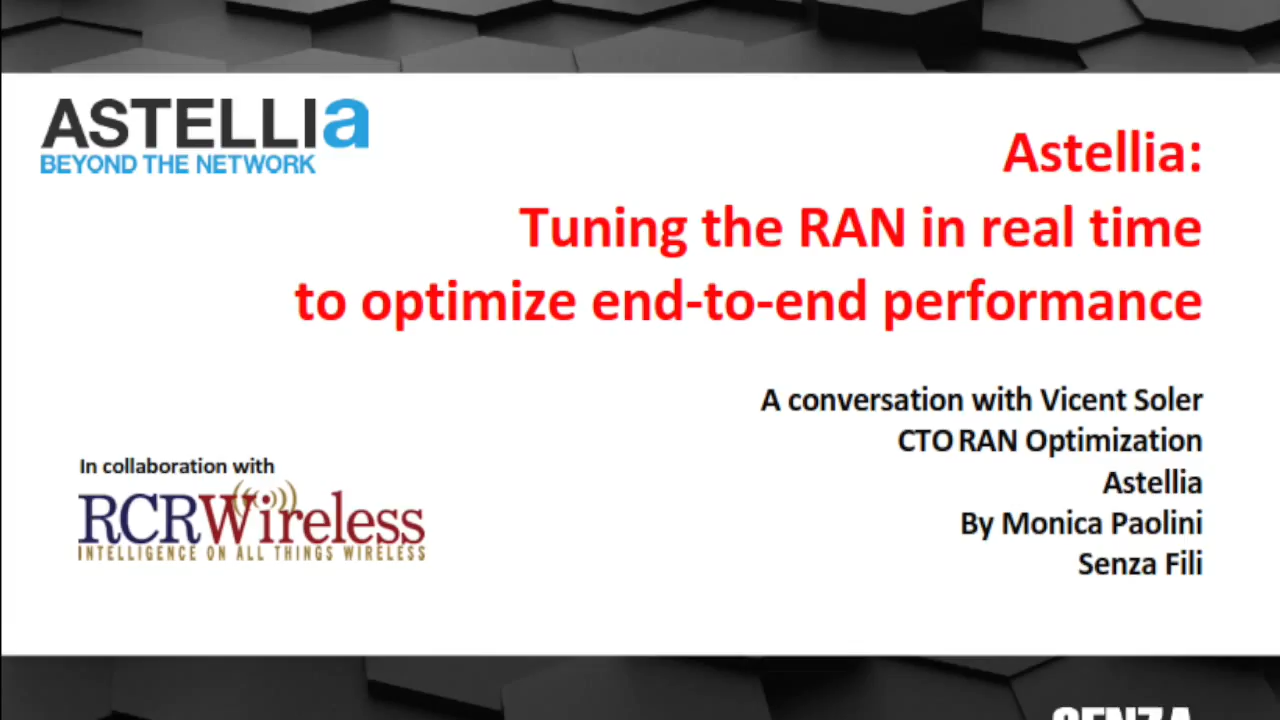 ASTELLIa
BEYOND THE NETWORK
Astellia:
Tuning the RAN in real time
to optimize end-to-end performance
A conversation with Vicent Soler
CTO RAN Optimization
Astellia
By Monica Paolini
Senza Fili
In collaboration with
RCRWireless
INTELLIGENCE ON ALL THINGS WIRELESS
SENZA